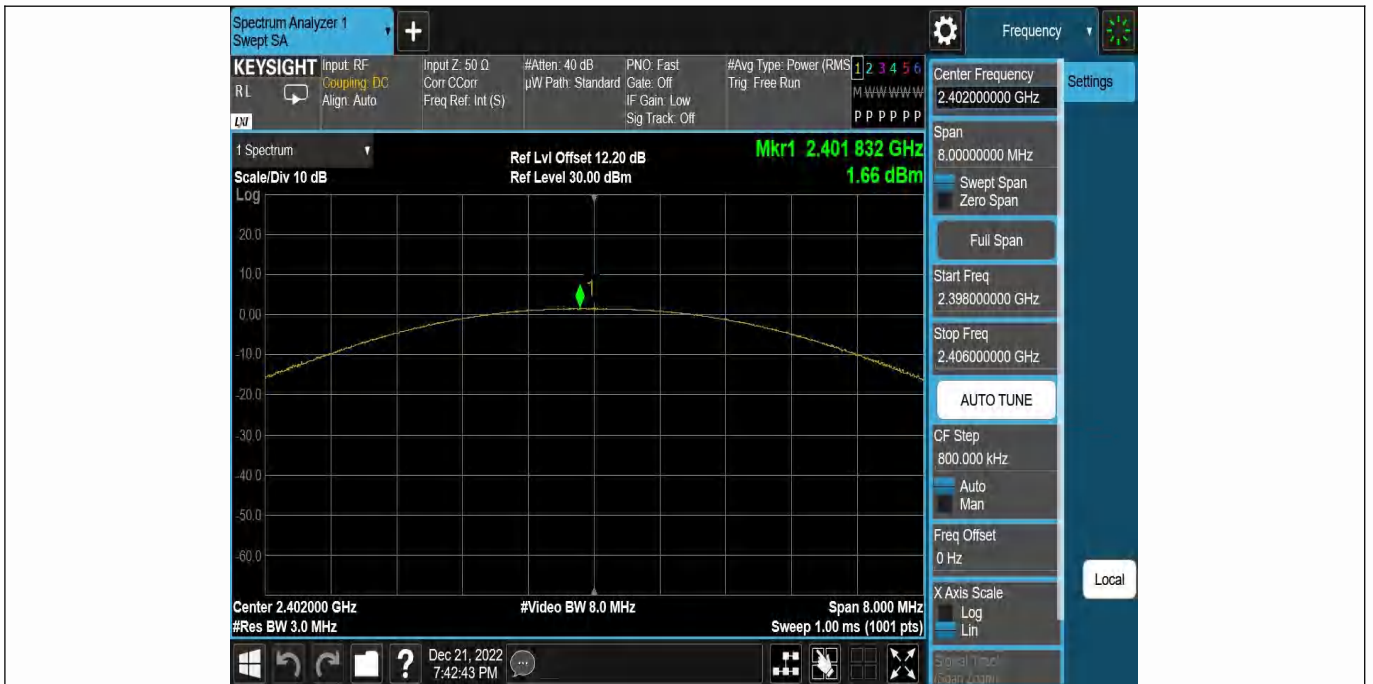 Spectrum Analyzer 1
Swept SA
+
Frequency
KEYSIGHT
RL
LXI
Input: RF
Coupling: DC
Align: Auto
Input Z: 50 Ω
Corr CCorr
Freq Ref: Int (S)
#Atten: 40 dB
µW Path: Standard
PNO: Fast
Gate: Off
IF Gain: Low
Sig Track: Off
#Avg Type: Power (RMS
Trig: Free Run
1 2 3 4 5 6
M W W W W W
P P P P P P
1 Spectrum
Scale/Div 10 dB
Log
Ref Lvl Offset 12.20 dB
Ref Level 30.00 dBm
Mkr1 2.401 832 GHz
1.66 dBm
20.0
10.0
0.00
-10.0
-20.0
-30.0
-40.0
-50.0
-60.0
1
Center 2.402000 GHz
#Res BW 3.0 MHz
#Video BW 8.0 MHz
Span 8.000 MHz
Sweep 1.00 ms (1001 pts)
Dec 21, 2022
7:42:43 PM
Center Frequency
2.402000000 GHz
Settings
Span
8.00000000 MHz
Swept Span
Zero Span
Full Span
Start Freq
2.398000000 GHz
Stop Freq
2.406000000 GHz
AUTO TUNE
CF Step
800.000 kHz
Auto
Man
Freq Offset
0 Hz
X Axis Scale
Log
Lin
Local
Signal Track
(Span Zoom)